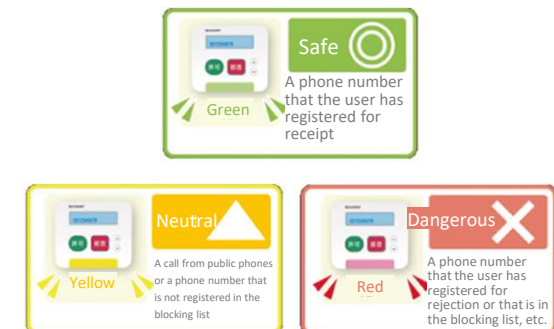 Safe
A phone number
that the user has
registered for
receipt
Green
Neutral
A call from public phones
or a phone number that
is not registered in the
blocking list
Yellow
Dangerous
A phone number
that the user has
registered for
rejection or that is in
the blocking list, etc.
Red